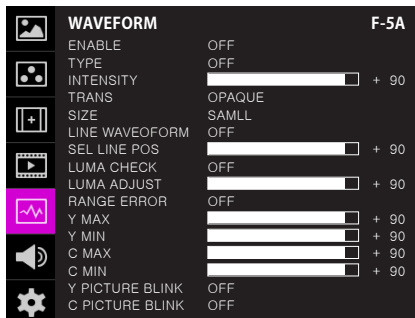 WAVEFORM F-5A
ENABLE OFF
TYPE OFF
INTENSITY + 90
TRANS OPAQUE
SIZE SAMLL
LINE WAVEOFORM OFF
SEL LINE POS + 90
LUMA CHECK OFF
LUMA ADJUST + 90
RANGE ERROR OFF
Y MAX + 90
Y MIN + 90
C MAX + 90
C MIN + 90
Y PICTURE BLINK OFF
C PICTURE BLINK OFF